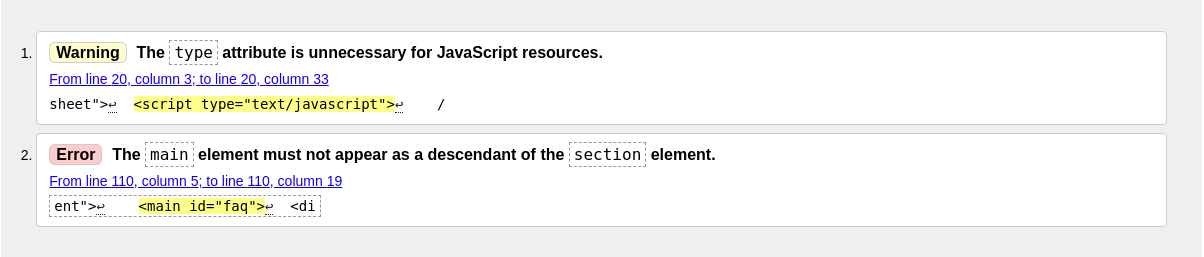 1. Warning The type attribute is unnecessary for JavaScript resources.
From line 20, column 3; to line 20, column 33
sheet">↩ <script type="text/javascript">↩ /
2. Error The main element must not appear as a descendant of the section element.
From line 110, column 5; to line 110, column 19
ent">↩ <main id="faq">↩ <di